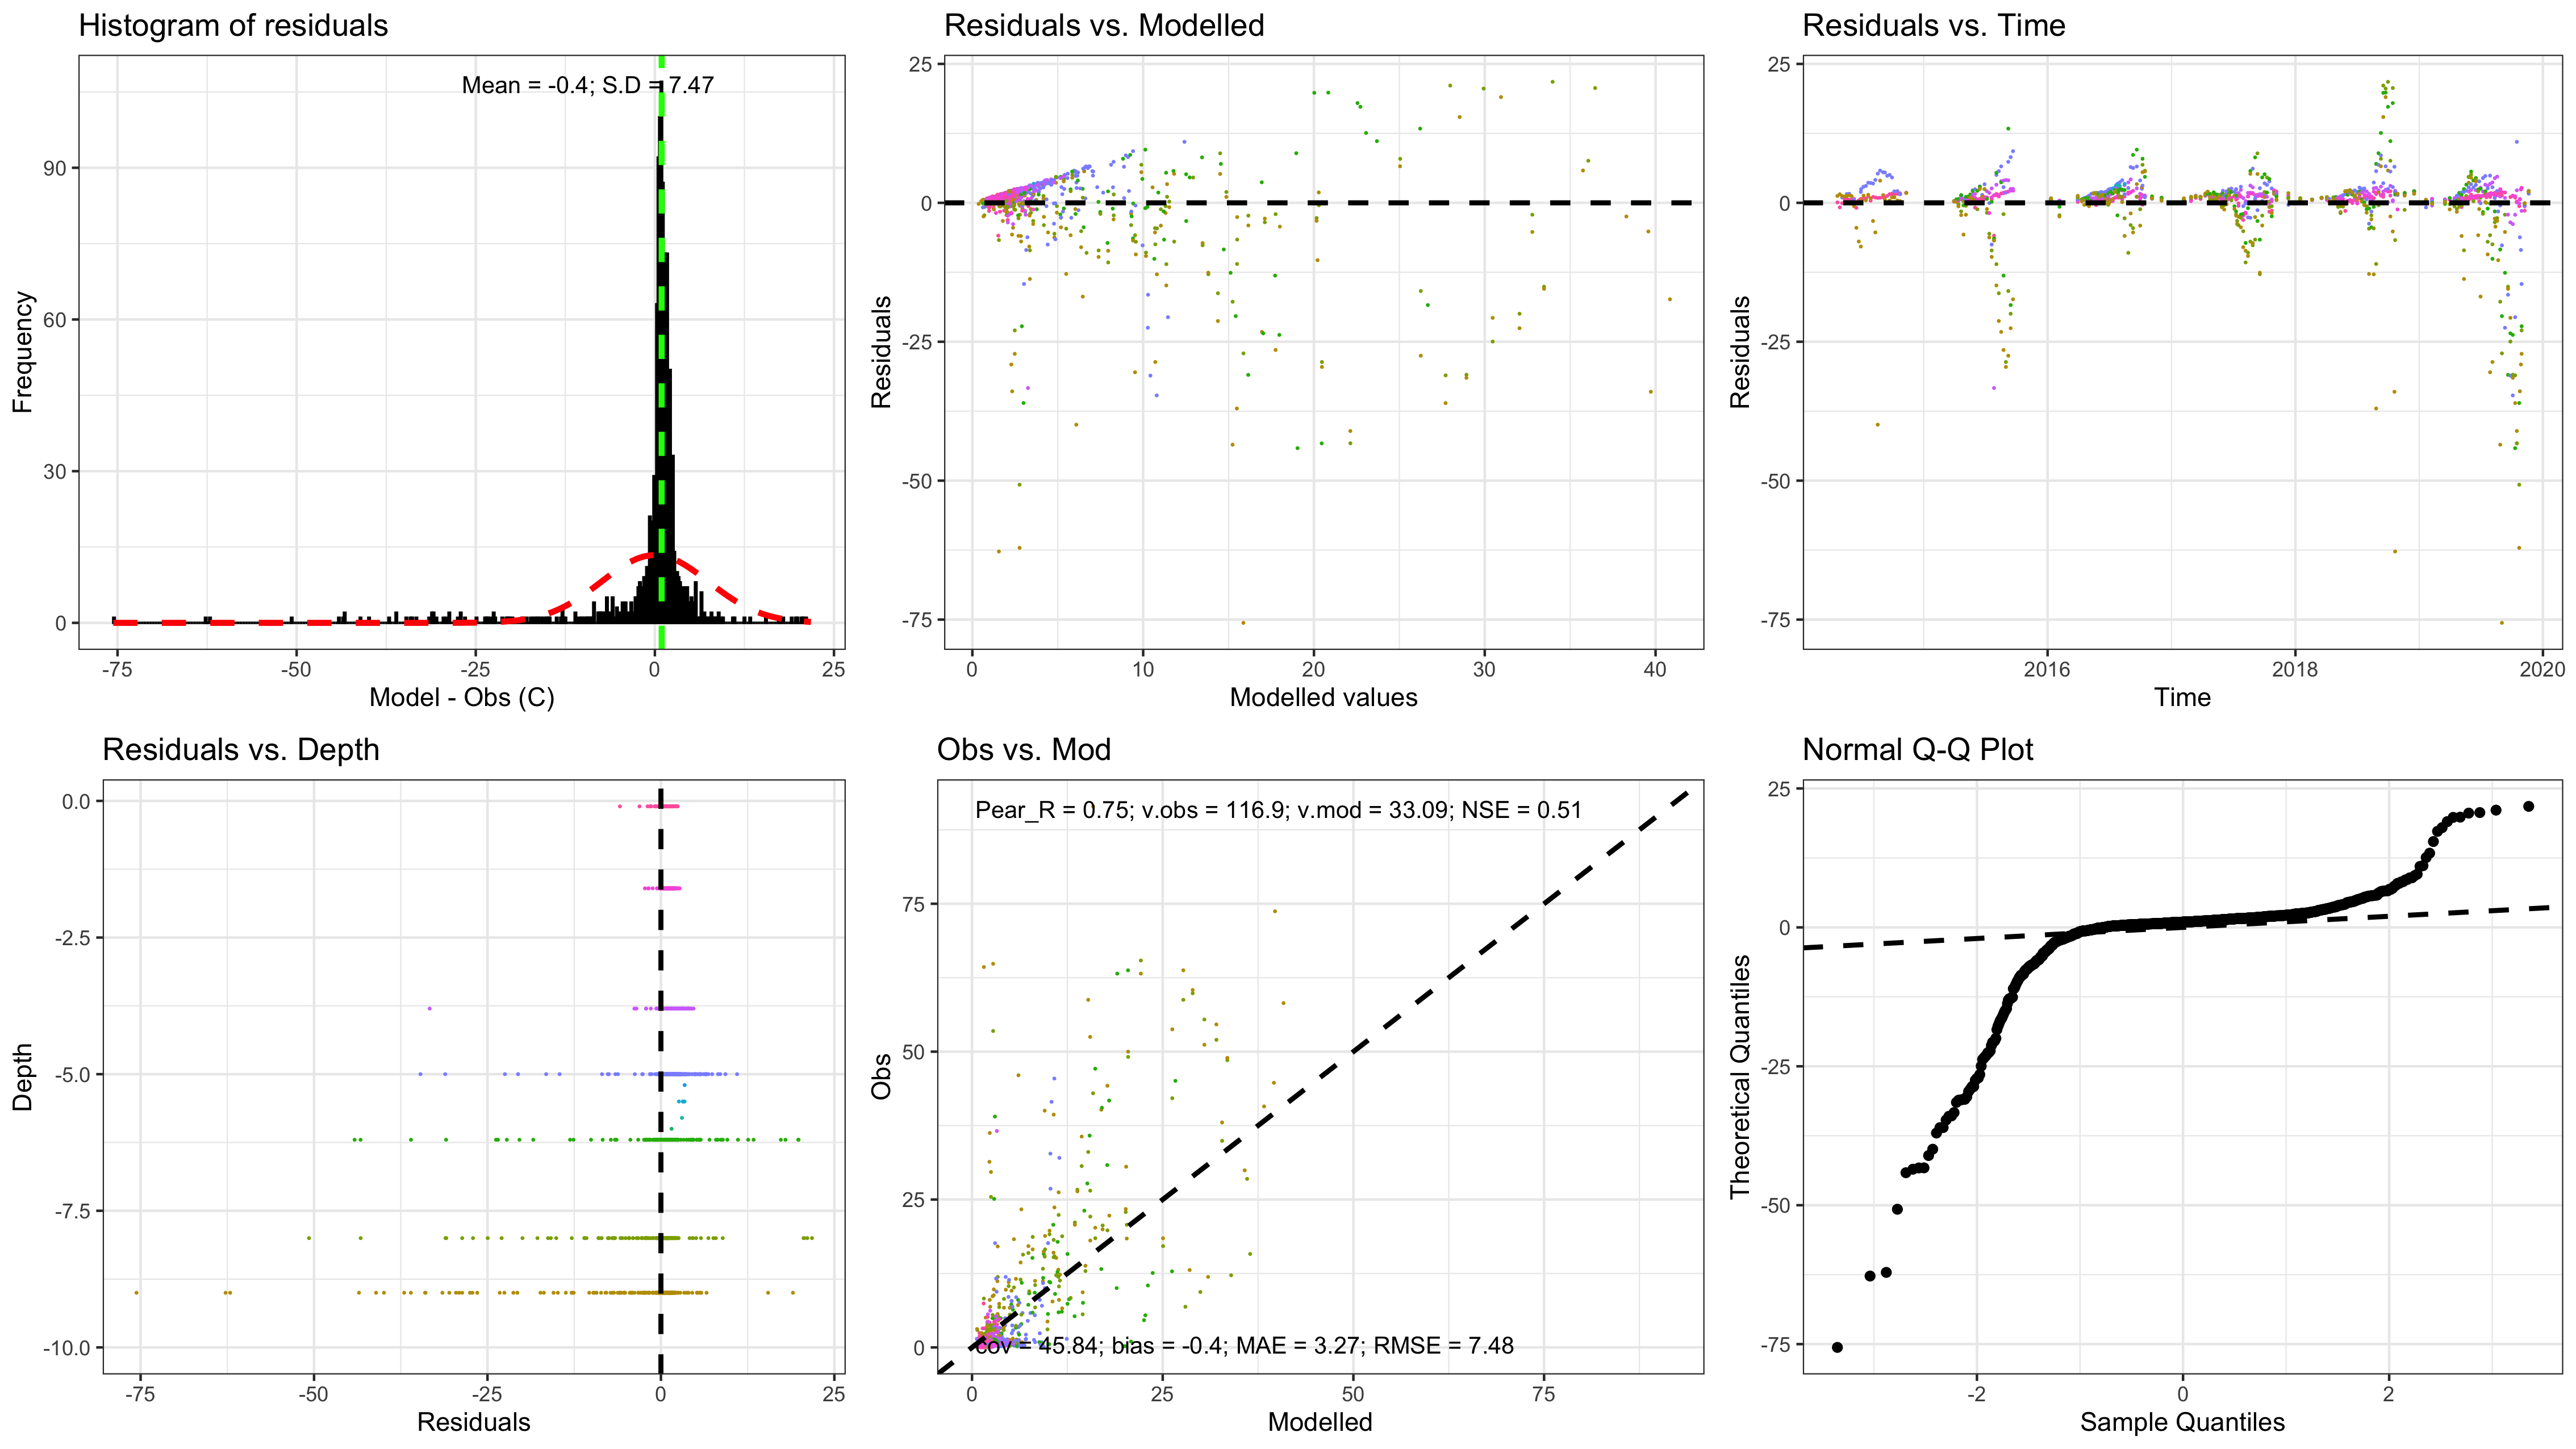 Histogram of residuals
Mean = -0.4; S.D = 7.47
90
60
30
0
Frequency
-75
-50
-25
0
25
Model - Obs (C)
Residuals vs. Modelled
25
0
-25
-50
-75
Residuals
0
10
20
30
40
Modelled values
Residuals vs. Time
25
0
-25
-50
-75
Residuals
2016
2018
2020
Time
Residuals vs. Depth
0.0
-2.5
-5.0
-7.5
-10.0
Depth
-75
-50
-25
0
25
Residuals
Obs vs. Mod
Pear_R = 0.75; v.obs = 116.9; v.mod = 33.09; NSE = 0.51
75
50
25
0
Obs
cov = 45.84; bias = -0.4; MAE = 3.27; RMSE = 7.48
0
25
50
75
Modelled
Normal Q-Q Plot
25
0
-25
-50
-75
Theoretical Quantiles
-2
0
2
Sample Quantiles